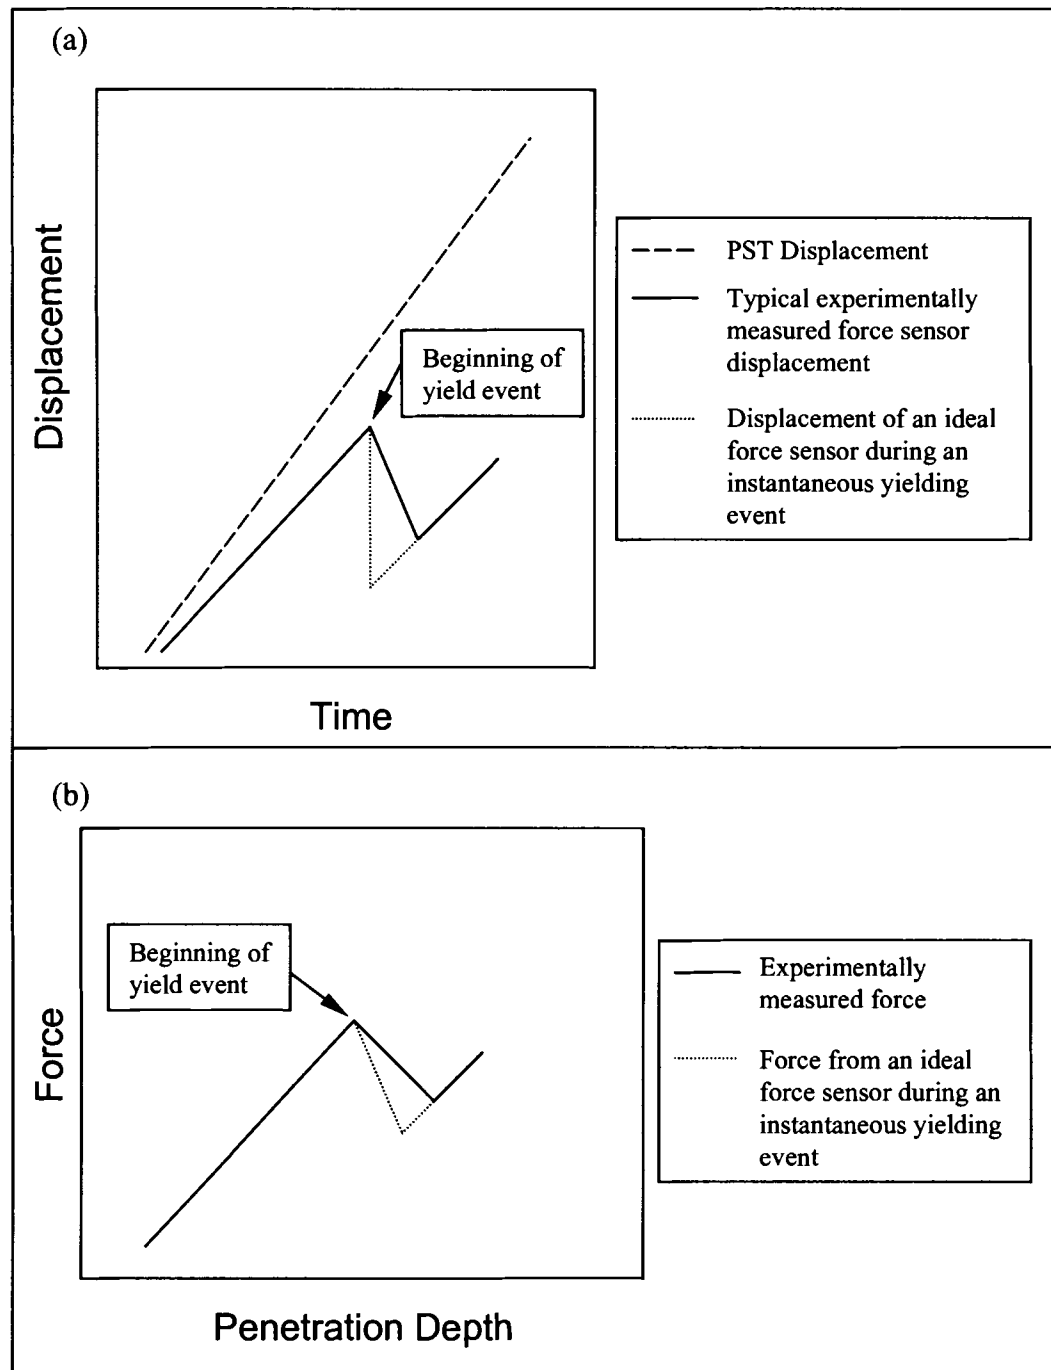 (a)
Displacement
Beginning of
yield event
Time
PST Displacement
Typical experimentally
measured force sensor
displacement
Displacement of an ideal
force sensor during an
instantaneous yielding
event
(b)
Force
Beginning of
yield event
Penetration Depth
Experimentally
measured force
Force from an ideal
force sensor during an
instantaneous yielding
event